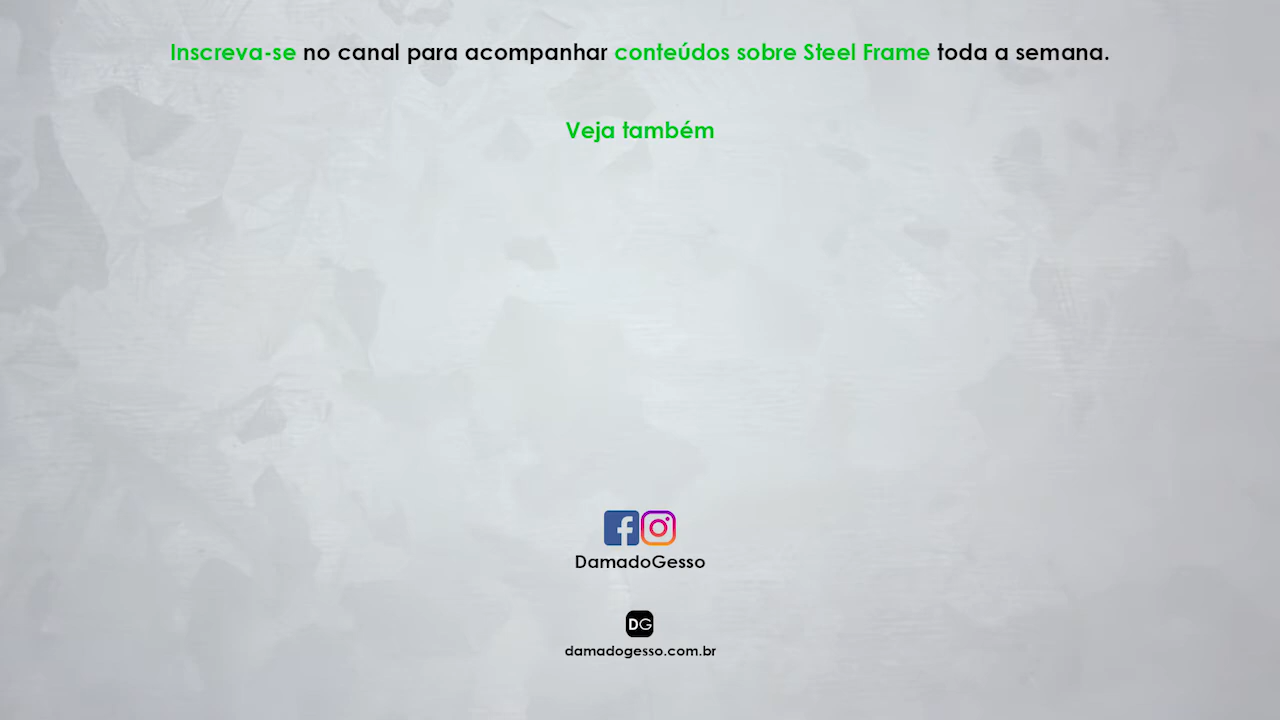 Inscreva-se no canal para acompanhar conteúdos sobre Steel Frame toda a semana.
Veja também
DamadoGesso
DG
damadogesso.com.br